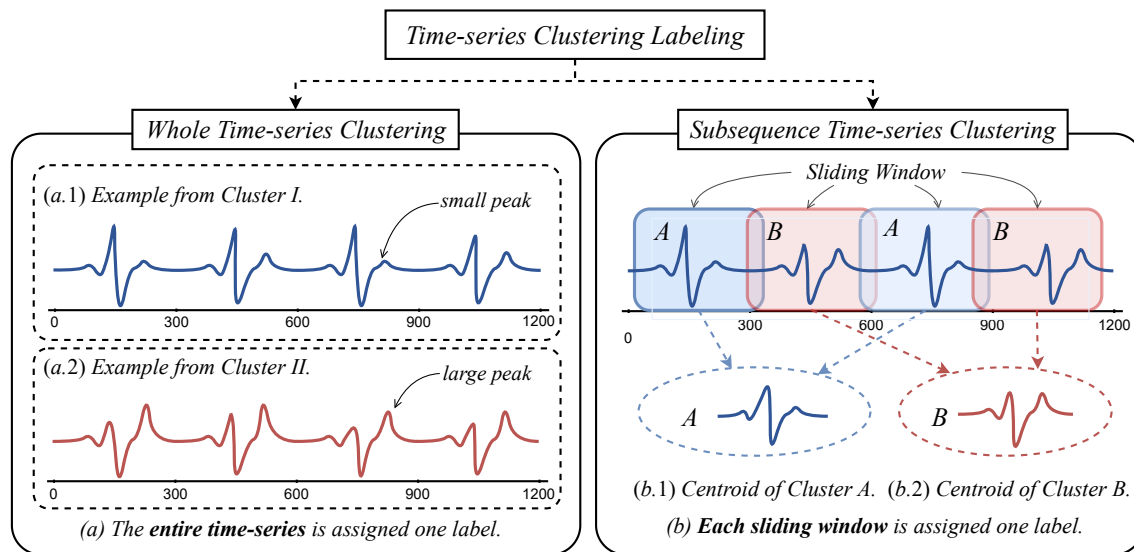 Time-series Clustering Labeling
Whole Time-series Clustering
(a.1) Example from Cluster I.
small peak
0 300 600 900 1200
(a.2) Example from Cluster II.
large peak
0 300 600 900 1200
(a) The entire time-series is assigned one label.
Subsequence Time-series Clustering
Sliding Window
A B A B
0 300 600 900 1200
A B
(b.1) Centroid of Cluster A. (b.2) Centroid of Cluster B.
(b) Each sliding window is assigned one label.